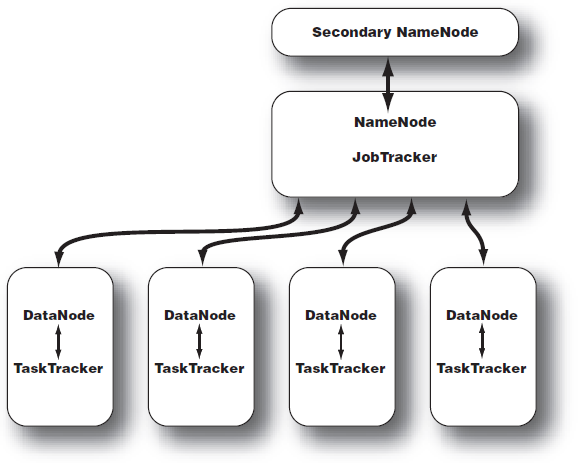 Secondary NameNode
NameNode
JobTracker
DataNode
TaskTracker
DataNode
TaskTracker
DataNode
TaskTracker
DataNode
TaskTracker